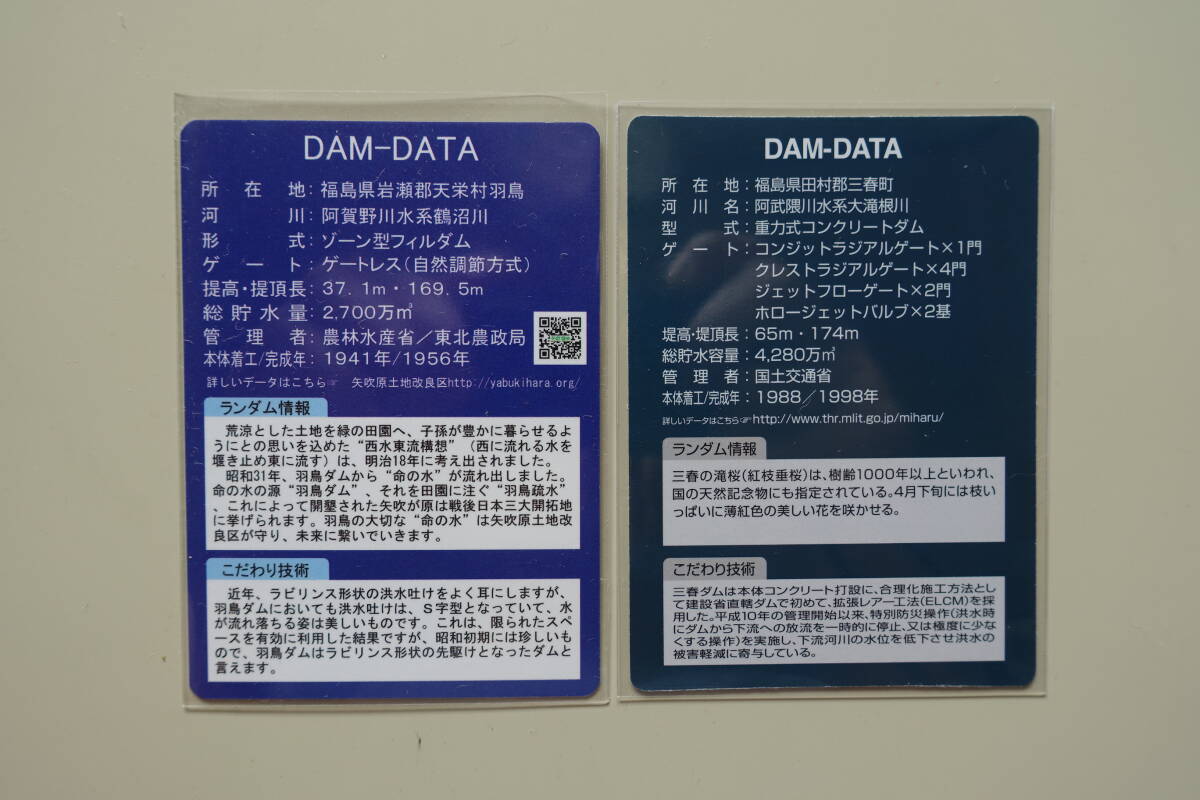 DAM-DATA
所在地：福島県岩瀬郡天栄村羽鳥
河川：阿賀野川水系鶴沼川
形式：ゾーン型フィルダム
ゲート：ゲートレス（自然調節方式）
提高・提頂長：37.1m・169.5m
総貯水量：2,700万㎥
管理者：農林水産省／東北農政局
本体着工/完成年：1941年/1956年
詳しいデータはこちら☞ 矢吹原土地改良区http://yabukihara.org/
ランダム情報
荒涼とした土地を緑の田園へ、子孫が豊かに暮らせるよ
うにとの思いを込めた“西水東流構想”（西に流れる水を
堰き止め東に流す）は、明治18年に考え出されました。
昭和31年、羽鳥ダムから“命の水”が流れ出しました。
命の水の源“羽鳥ダム”、それを田園に注ぐ“羽鳥疏水”
、これによって開墾された矢吹が原は戦後日本三大開拓地
に挙げられます。羽鳥の大切な“命の水”は矢吹原土地改
良区が守り、未来に繋いでいきます。
こだわり技術
近年、ラビリンス形状の洪水吐けをよく耳にしますが、
羽鳥ダムにおいても洪水吐けは、Ｓ字型となっていて、水
が流れ落ちる姿は美しいものです。これは、限られたスペ
ースを有効に利用した結果ですが、昭和初期には珍しいも
ので、羽鳥ダムはラビリンス形状の先駆けとなったダムと
言えます。
DAM-DATA
所在地：福島県田村郡三春町
河川名：阿武隈川水系大滝根川
型式：重力式コンクリートダム
ゲート：コンジットラジアルゲート×1門
クレストラジアルゲート×4門
ジェットフローゲート×2門
ホロージェットバルブ×2基
堤高・堤頂長：65m・174m
総貯水容量：4,280万㎥
管理者：国土交通省
本体着工/完成年：1988／1998年
詳しいデータはこちら☞http://www.thr.mlit.go.jp/miharu/
ランダム情報
三春の滝桜(紅枝垂桜)は、樹齢1000年以上といわれ、
国の天然記念物にも指定されている。4月下旬には枝い
っぱいに薄紅色の美しい花を咲かせる。
こだわり技術
三春ダムは本体コンクリート打設に、合理化施工方法とし
て建設省直轄ダムで初めて、拡張レアー工法(ELCM)を採
用した。平成10年の管理開始以来、特別防災操作(洪水時
にダムから下流への放流を一時的に停止、又は極度に少な
くする操作)を実施し、下流河川の水位を低下させ洪水の
被害軽減に寄与している。